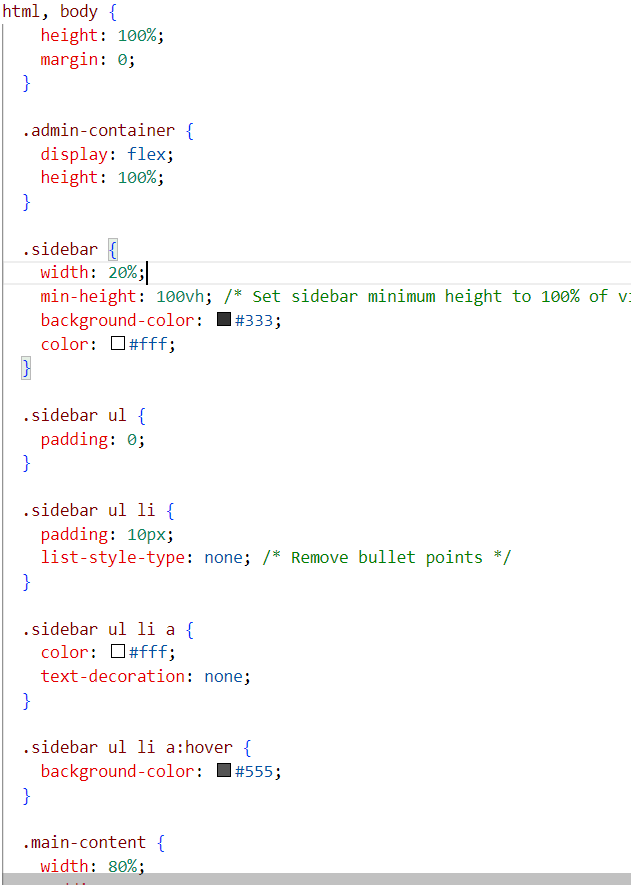 html, body {
height: 100%;
margin: 0;
}
.admin-container {
display: flex;
height: 100%;
}
.sidebar {
width: 20%;
min-height: 100vh; /* Set sidebar minimum height to 100% of
background-color: #333;
color: #fff;
}
.sidebar ul {
padding: 0;
}
.sidebar ul li {
padding: 10px;
list-style-type: none; /* Remove bullet points */
}
.sidebar ul li a {
color: #fff;
text-decoration: none;
}
.sidebar ul li a:hover {
background-color: #555;
}
.main-content {
width: 80%;